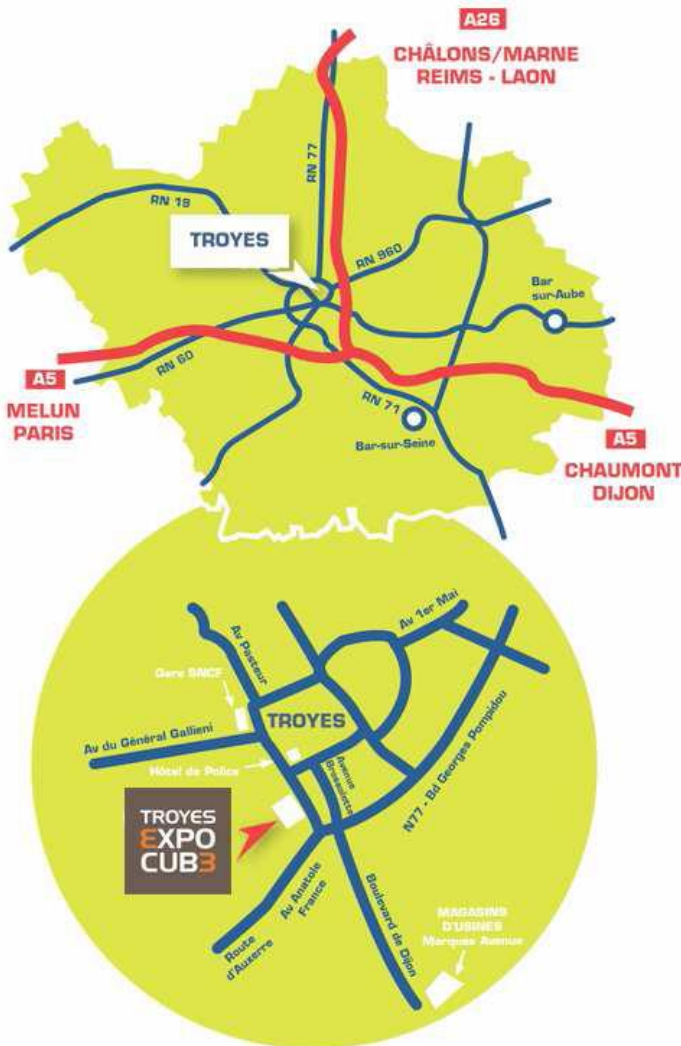 A26
CHÂLONS/MARNE
REIMS - LAON
RN 77
RN 19
TROYES
RN 960
Bar
sur-Aube
RN 60
A5
MELUN
PARIS
RN 71
Bar-sur-Seine
A5
CHAUMONT
DIJON
Av 1er Mai
Av Pasteur
Gare SNCF
TROYES
Av du Général Gallieni
Hôtel de Police
Avenue
Brossolette
N77 - Bd Georges Pompidou
TROYES
EXPO
CUB3
Av Anatole
France
Boulevard de Dijon
Route
d'Auxerre
MAGASINS
D'USINES
Marques Avenue